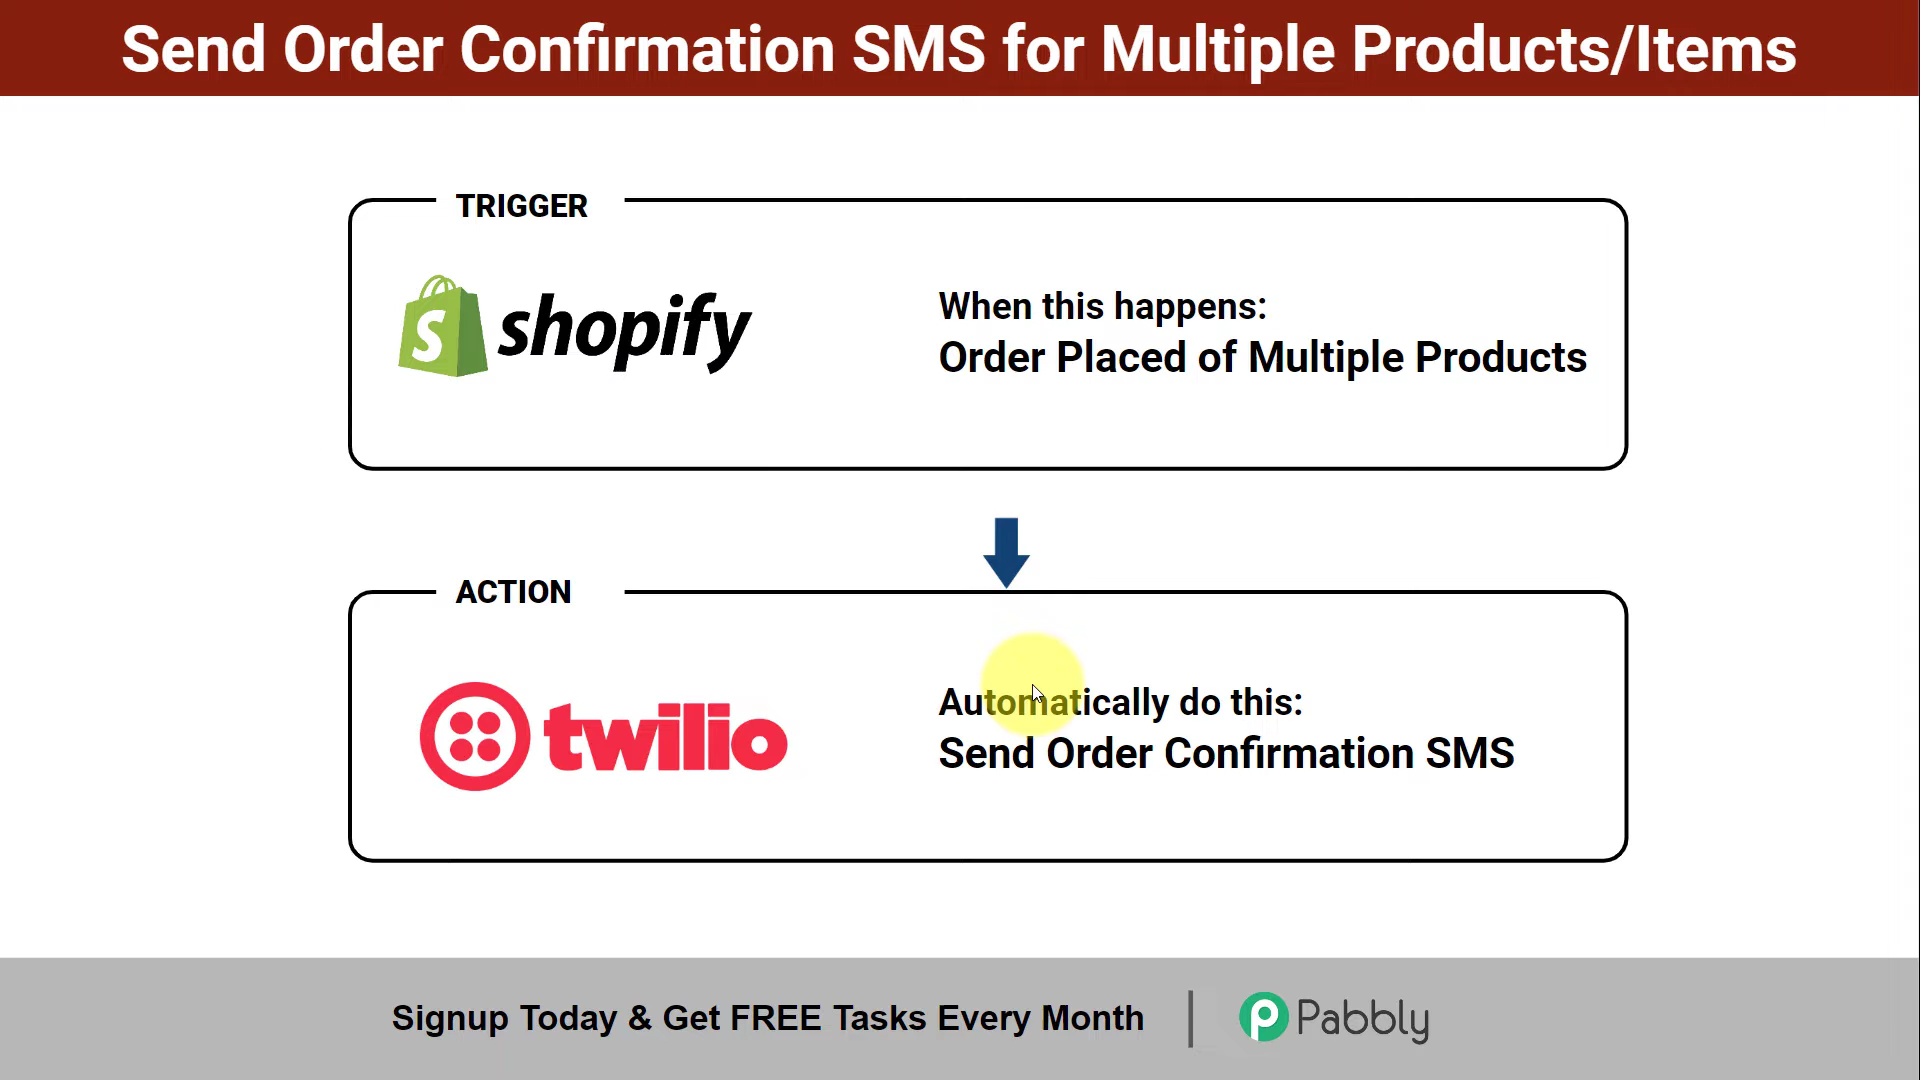 Send Order Confirmation SMS for Multiple Products/Items
TRIGGER
shopify
When this happens:
Order Placed of Multiple Products
ACTION
twilio
Automatically do this:
Send Order Confirmation SMS
Signup Today & Get FREE Tasks Every Month
Pabbly